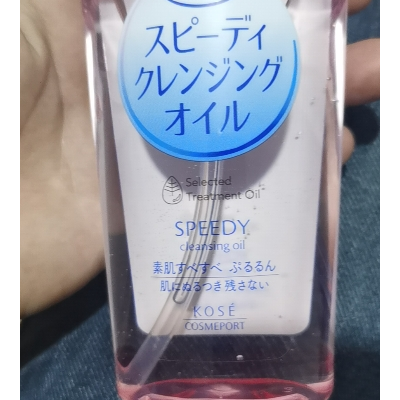 スピーディ
クレンジング
オイル
Selected
Treatment Oil
SPEEDY
cleansing oil
素肌すべすべ ぷるるん
肌にぬるつき残さない
KOSÉ
COSMEPORT